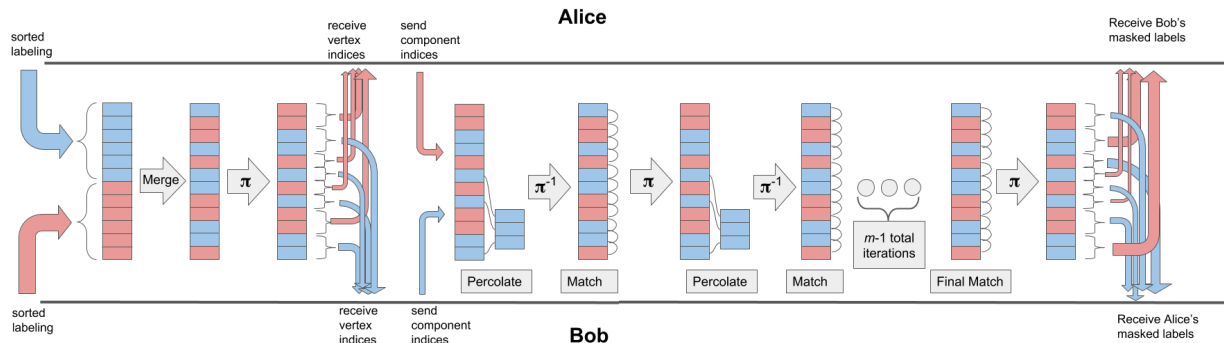 Alice
sorted
labeling
receive
vertex
indices
send
component
indices
Receive Bob's
masked labels
Merge
π
π-1
π
π-1
π
m-1 total
iterations
Percolate
Match
Percolate
Match
Final Match
sorted
labeling
receive
vertex
indices
send
component
indices
Receive Alice's
masked labels
Bob